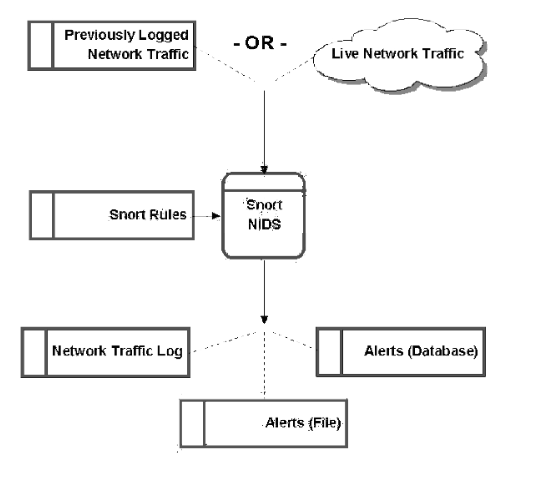 Previously Logged
Network Traffic
- OR -
Live Network Traffic
Snort Rules
Snort
NIDS
Network Traffic Log
Alerts (Database)
Alerts (File)